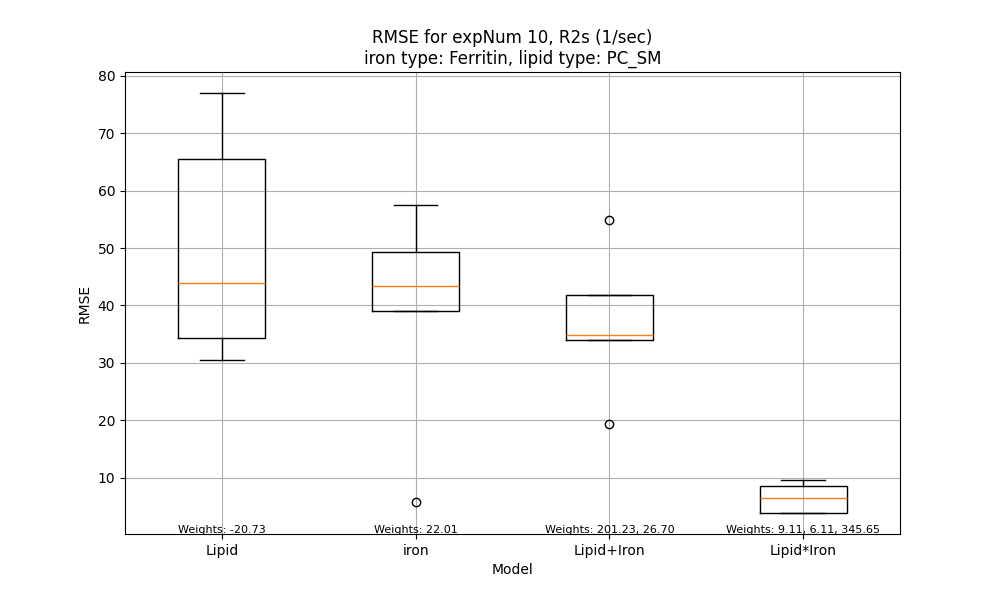 RMSE for expNum 10, R2s (1/sec)
iron type: Ferritin, lipid type: PC_SM
80
70
60
50
40
30
20
10
RMSE
Weights: -20.73
Weights: 22.01
Weights: 201.23, 26.70
Weights: 9.11, 6.11, 345.65
Lipid
iron
Lipid+Iron
Lipid*Iron
Model